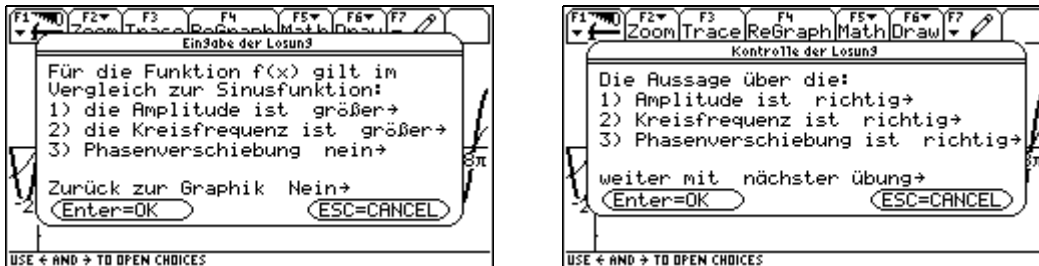 F1 F2 F3 F4 F5 F6 F7
Zoom Trace ReGraph Math Draw
Eingabe der Losung
Für die Funktion f(x) gilt im
Vergleich zur Sinusfunktion:
1) die Amplitude ist größer→
2) die Kreisfrequenz ist größer→
3) Phasenverschiebung nein→
8π
Zurück zur Graphik Nein→
-2
Enter=OK ESC=CANCEL
USE ← AND → TO OPEN CHOICES
F1 F2 F3 F4 F5 F6 F7
Zoom Trace ReGraph Math Draw
Kontrolle der Losung
Die Aussage über die:
1) Amplitude ist richtig→
2) Kreisfrequenz ist richtig→
3) Phasenverschiebung ist richtig→
weiter mit nächster übung→
-2
Enter=OK ESC=CANCEL
USE ← AND → TO OPEN CHOICES